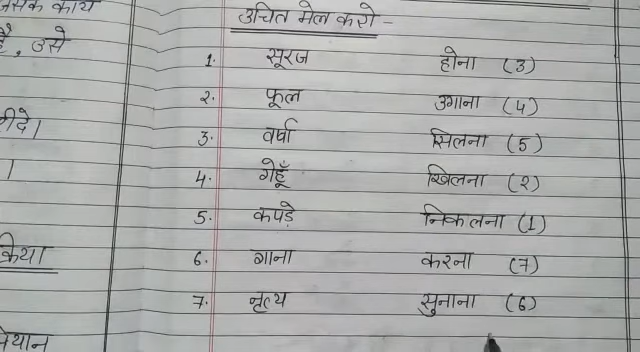 कार्य
है, उसे
उचित मेल करो -
1. सूरज होना (3)
2. फूल उगाना (4)
3. वर्षा सिलना (5)
4. गेहूँ खिलना (2)
5. कपड़े निकलना (1)
6. गाना करना (7)
7. नृत्य सुनाना (6)